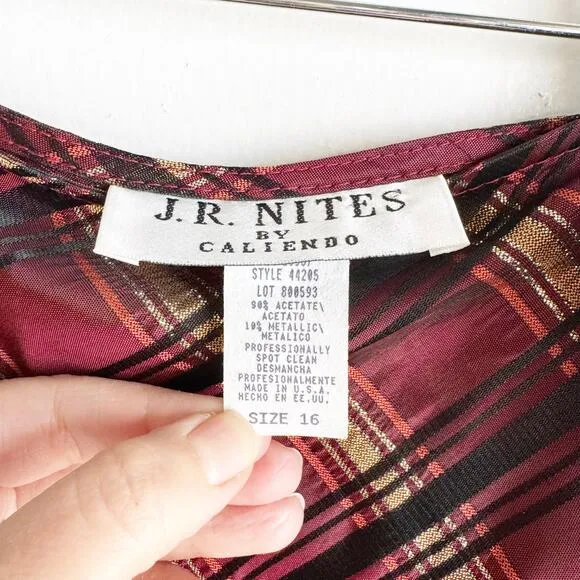 J.R. NITES
BY
CALIENDO
STYLE 44205
LOT 800593
90% ACETATE\
ACETATO
10% METALLIC\
METALICO
PROFESSIONALLY
SPOT CLEAN
DESMANCHA
PROFESIONALMENTE
MADE IN U.S.A.
HECHO EN EE.UU.
SIZE 16